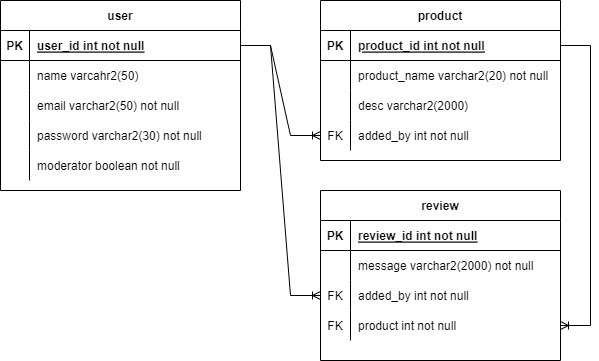 user
PK user_id int not null
name varcahr2(50)
email varchar2(50) not null
password varchar2(30) not null
moderator boolean not null
product
PK product_id int not null
product_name varchar2(20) not null
desc varchar2(2000)
FK added_by int not null
review
PK review_id int not null
message varchar2(2000) not null
FK added_by int not null
FK product int not null